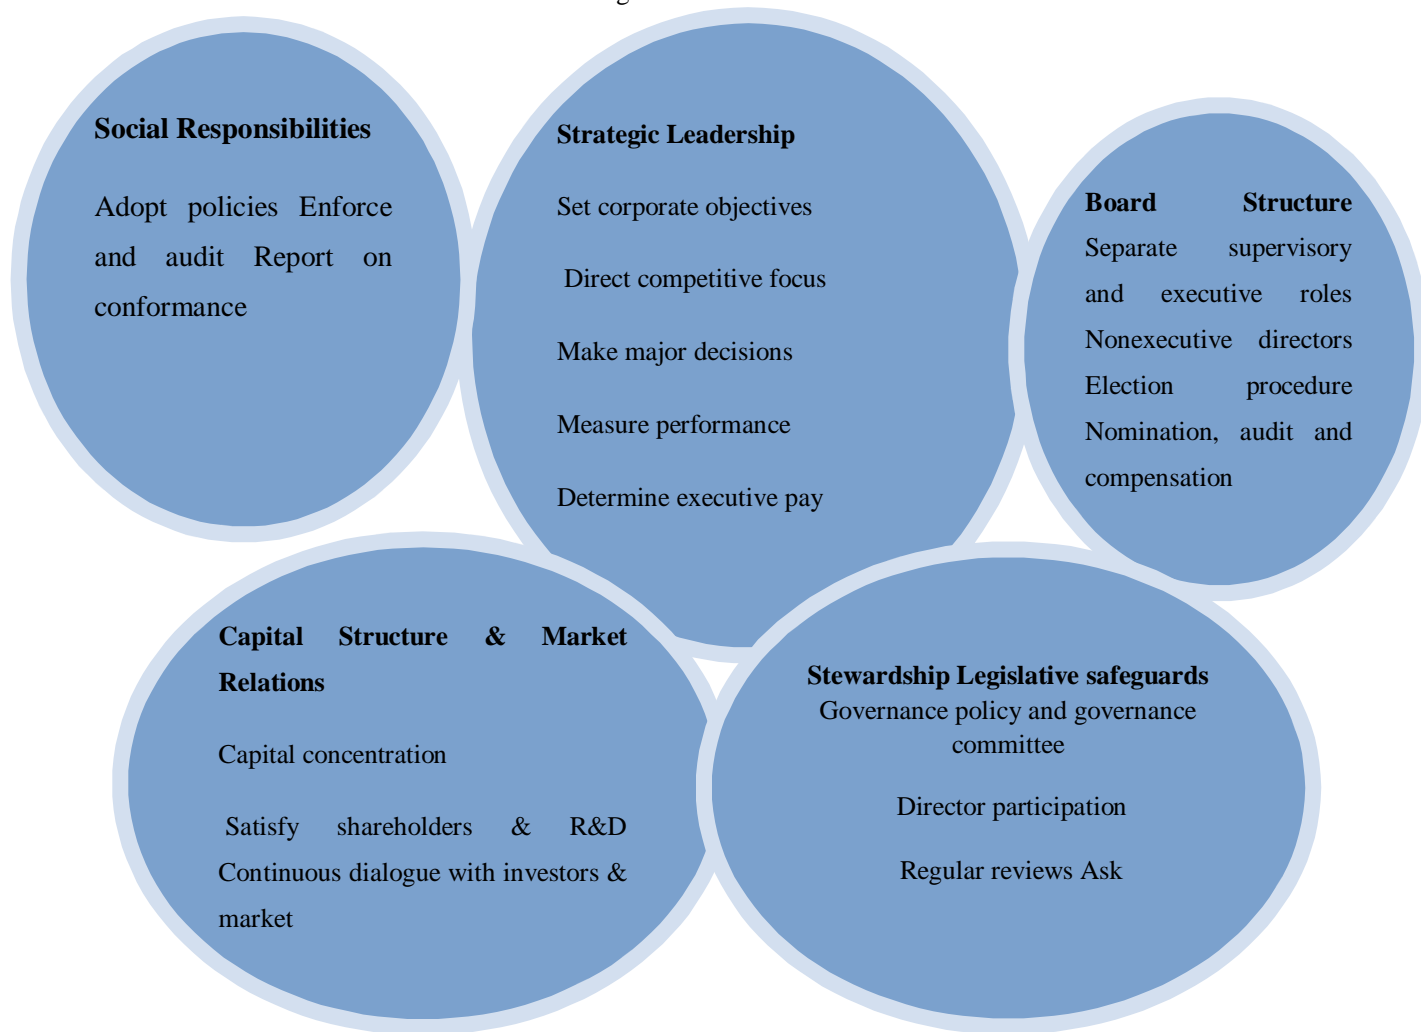 Social Responsibilities
Adopt policies Enforce
and audit Report on
conformance
Strategic Leadership
Set corporate objectives
Direct competitive focus
Make major decisions
Measure performance
Determine executive pay
Board Structure
Separate supervisory
and executive roles
Nonexecutive directors
Election procedure
Nomination, audit and
compensation
Capital Structure & Market
Relations
Capital concentration
Satisfy shareholders & R&D
Continuous dialogue with investors &
market
Stewardship Legislative safeguards
Governance policy and governance
committee
Director participation
Regular reviews Ask